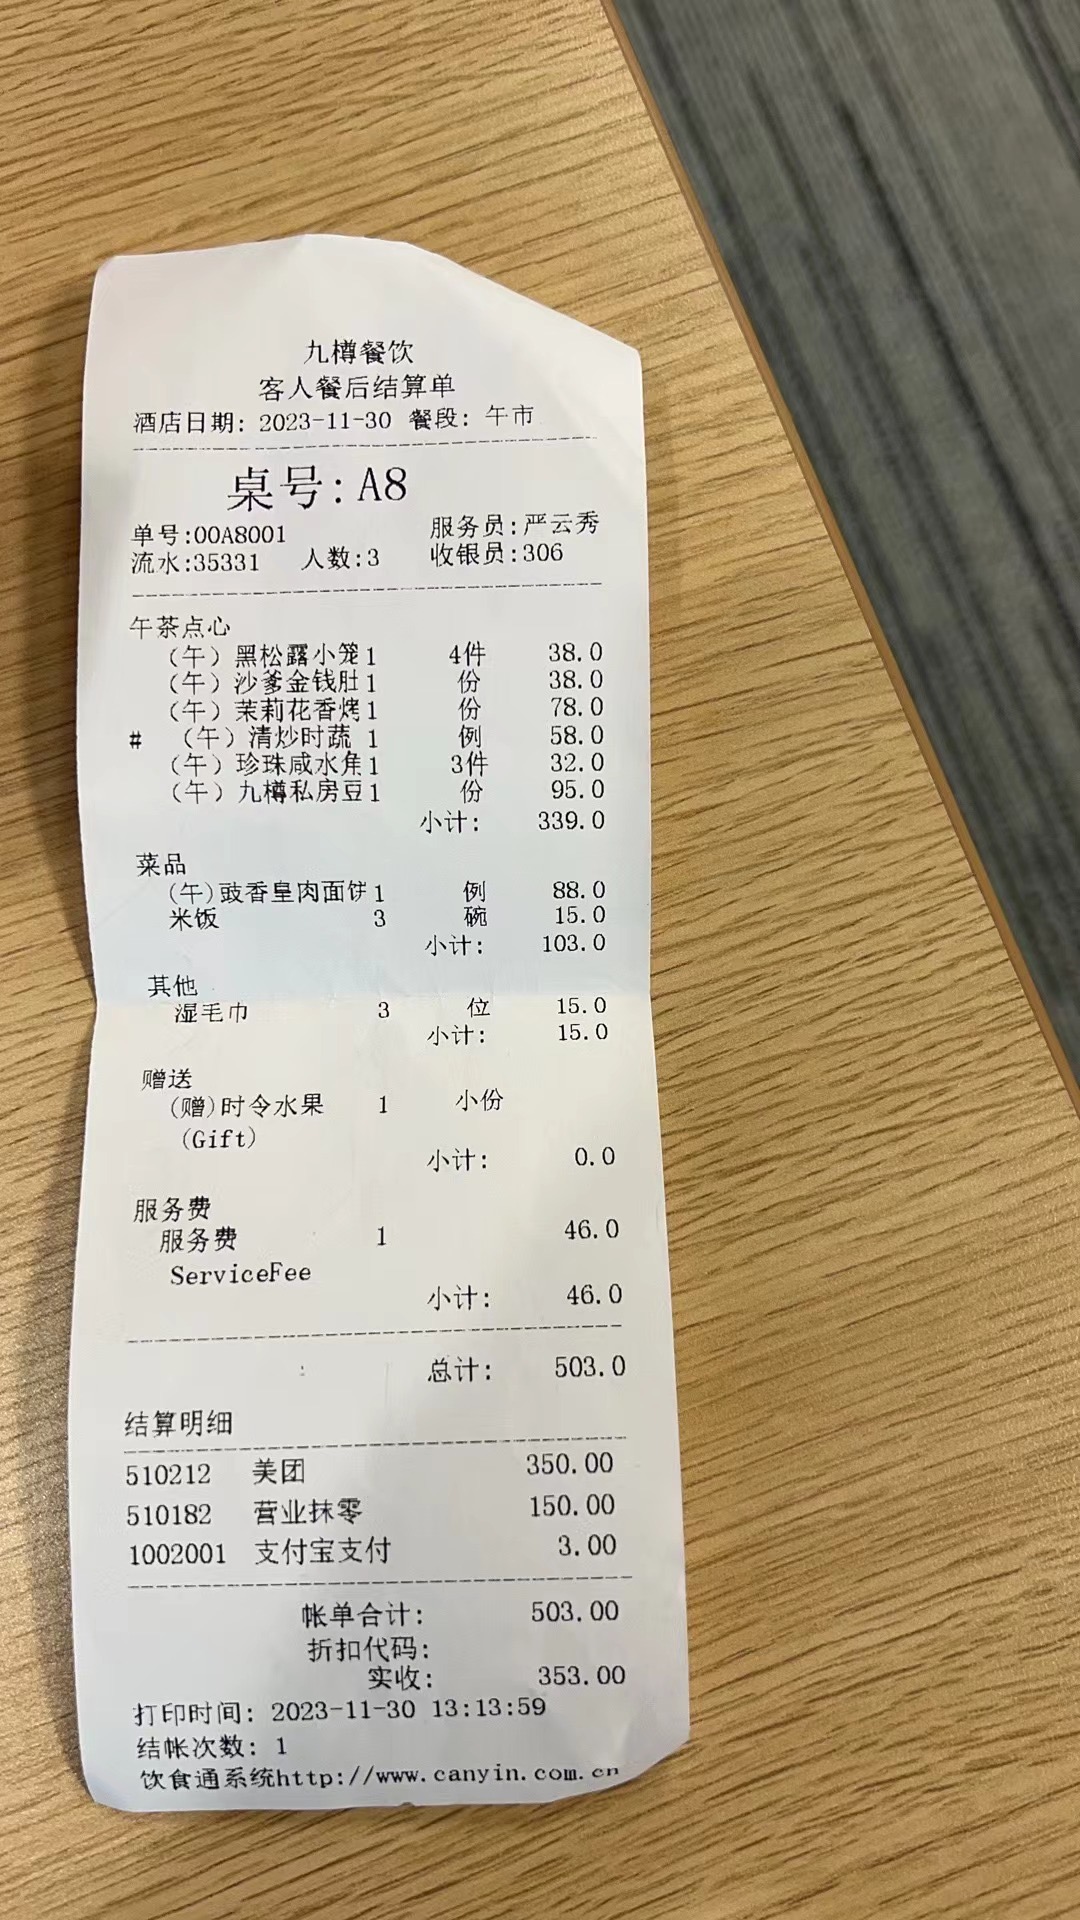 九樽餐饮
客人餐后结算单
酒店日期: 2023-11-30 餐段: 午市
桌号: A8
单号:00A8001 服务员:严云秀
流水:35331 人数:3 收银员:306
午茶点心
(午) 黑松露小笼 1 4件 38.0
(午) 沙爹金钱肚 1 份 38.0
(午) 茉莉花香烤 1 份 78.0
# (午) 清炒时蔬 1 例 58.0
(午) 珍珠咸水角 1 3件 32.0
(午) 九樽私房豆 1 份 95.0
小计: 339.0
菜品
(午)豉香皇肉面饼 1 例 88.0
米饭 3 碗 15.0
小计: 103.0
其他
湿毛巾 3 位 15.0
小计: 15.0
赠送
(赠)时令水果 1 小份
(Gift)
小计: 0.0
服务费
服务费 1 46.0
ServiceFee
小计: 46.0
: 总计: 503.0
结算明细
510212 美团 350.00
510182 营业抹零 150.00
1002001 支付宝支付 3.00
帐单合计: 503.00
折扣代码:
实收: 353.00
打印时间: 2023-11-30 13:13:59
结帐次数: 1
饮食通系统http://www.canyin.com.cn